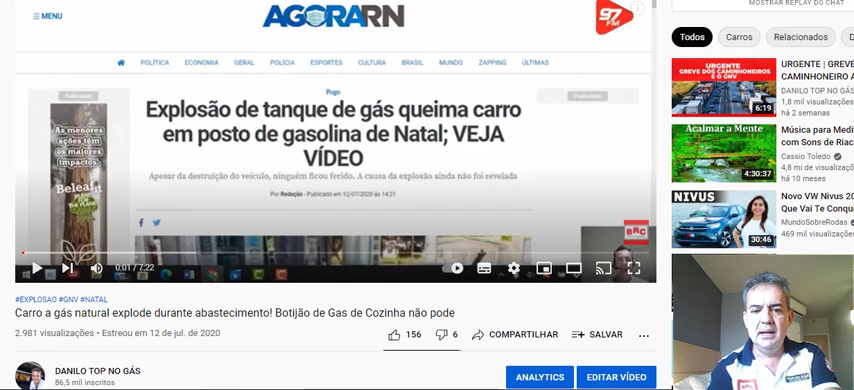 MOSTRAR REPLAY DO CHAT
≡ MENU
AGORARN
97
FM
POLÍTICA ECONOMIA GERAL POLÍCIA ESPORTES CULTURA BRASIL MUNDO ZAPPING ÚLTIMAS
Publicidade
Fogo
Publicidade
Explosão de tanque de gás queima carro
em posto de gasolina de Natal; VEJA
VÍDEO
Apesar da destruição do veículo, ninguém ficou ferido. A causa da explosão ainda não foi revelada
Por Redação - Publicado em 12/07/2020 às 14:21
As menores
ações tem
os maiores
impactos.
BRC
0:01 / 7:22
#EXPLOSAO #GNV #NATAL
Carro a gás natural explode durante abastecimento! Botijão de Gas de Cozinha não pode
2.981 visualizações • Estreou em 12 de jul. de 2020
156 6 COMPARTILHAR SALVAR ...
DANILO TOP NO GÁS
86,5 mil inscritos
ANALYTICS EDITAR VÍDEO
Todos Carros Relacionados D
URGENTE
GREVE DOS CAMINHONEIROS
E O GNV
6:19
URGENTE | GREVE
CAMINHONEIRO A
DANILO TOP NO GÁS
1,8 mil visualizações
há 2 semanas
Acalmar a Mente
4:30:37
Música para Medi
com Sons de Riac
Cassio Toledo
4,8 mi de visualizaçõ
há 10 meses
NIVUS
30:46
Novo VW Nivus 20
Que Vai Te Conqui
MundoSobreRodas
469 mil visualizações